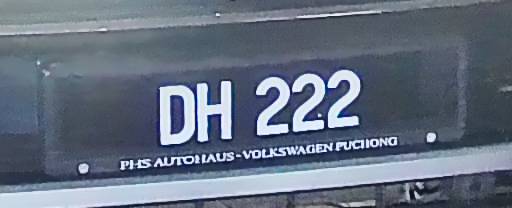 DH 222
PHS AUTOHAUS - VOLKSWAGEN PUCHONG